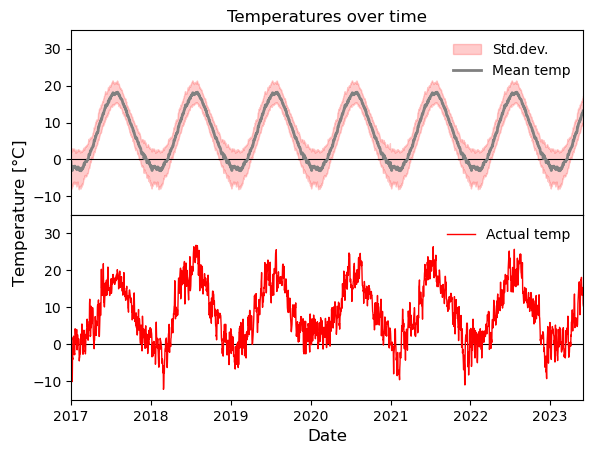 Temperatures over time
Temperature [°C]
30
20
10
0
−10
Std.dev.
Mean temp
30
20
10
0
−10
Actual temp
2017 2018 2019 2020 2021 2022 2023
Date